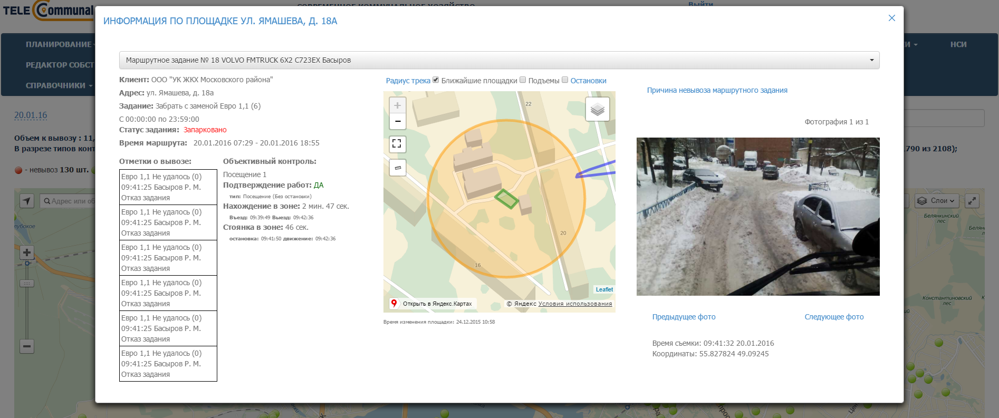 TELE Communal
СОВРЕМЕННОЕ КОММУНАЛЬНОЕ ХОЗЯЙСТВО
Выйти
ИНФОРМАЦИЯ ПО ПЛОЩАДКЕ УЛ. ЯМАШЕВА, Д. 18А
ПЛАНИРОВАНИЕ
НСИ
РЕДАКТОР СОБСТ
СПРАВОЧНИКИ
Маршрутное задание № 18 VOLVO FMTRUCK 6X2 С723ЕХ Басыров
Клиент: ООО "УК ЖКХ Московского района"
Адрес: ул. Ямашева, д. 18а
Задание: Забрать с заменой Евро 1,1 (6)
С 00:00:00 по 23:59:00
Статус задания: Запарковано
Время маршрута: 20.01.2016 07:29 - 20.01.2016 18:55
20.01.16
Объем к вывозу : 11,
В разрезе типов конт
1790 из 2108);
- невывоз 130 шт.
Отметки о вывозе:
Евро 1,1 Не удалось (0)
09:41:25 Басыров Р. М.
Отказ задания
Евро 1,1 Не удалось (0)
09:41:25 Басыров Р. М.
Отказ задания
Евро 1,1 Не удалось (0)
09:41:25 Басыров Р. М.
Отказ задания
Евро 1,1 Не удалось (0)
09:41:25 Басыров Р. М.
Отказ задания
Евро 1,1 Не удалось (0)
09:41:25 Басыров Р. М.
Отказ задания
Евро 1,1 Не удалось (0)
09:41:25 Басыров Р. М.
Отказ задания
Объективный контроль:
Посещение 1
Подтверждение работ: ДА
тип: Посещение (Без остановки)
Нахождение в зоне: 2 мин. 47 сек.
Въезд: 09:39:49 Выезд: 09:42:36
Стоянка в зоне: 46 сек.
остановка: 09:41:50 движение: 09:42:36
Радиус трека Ближайшие площадки Подъемы Остановки
22
20
16
Leaflet
Открыть в Яндекс.Картах
© Яндекс Условия использования
Время изменения площадки: 24.12.2015 10:58
Причина невывоза маршрутного задания
Фотография 1 из 1
Предыдущее фото
Следующее фото
Время съемки: 09:41:32 20.01.2016
Координаты: 55.827824 49.09245
Адрес или об
Слои
лубокое
Белянкинский
лес
Белянк
Константиновский
лес